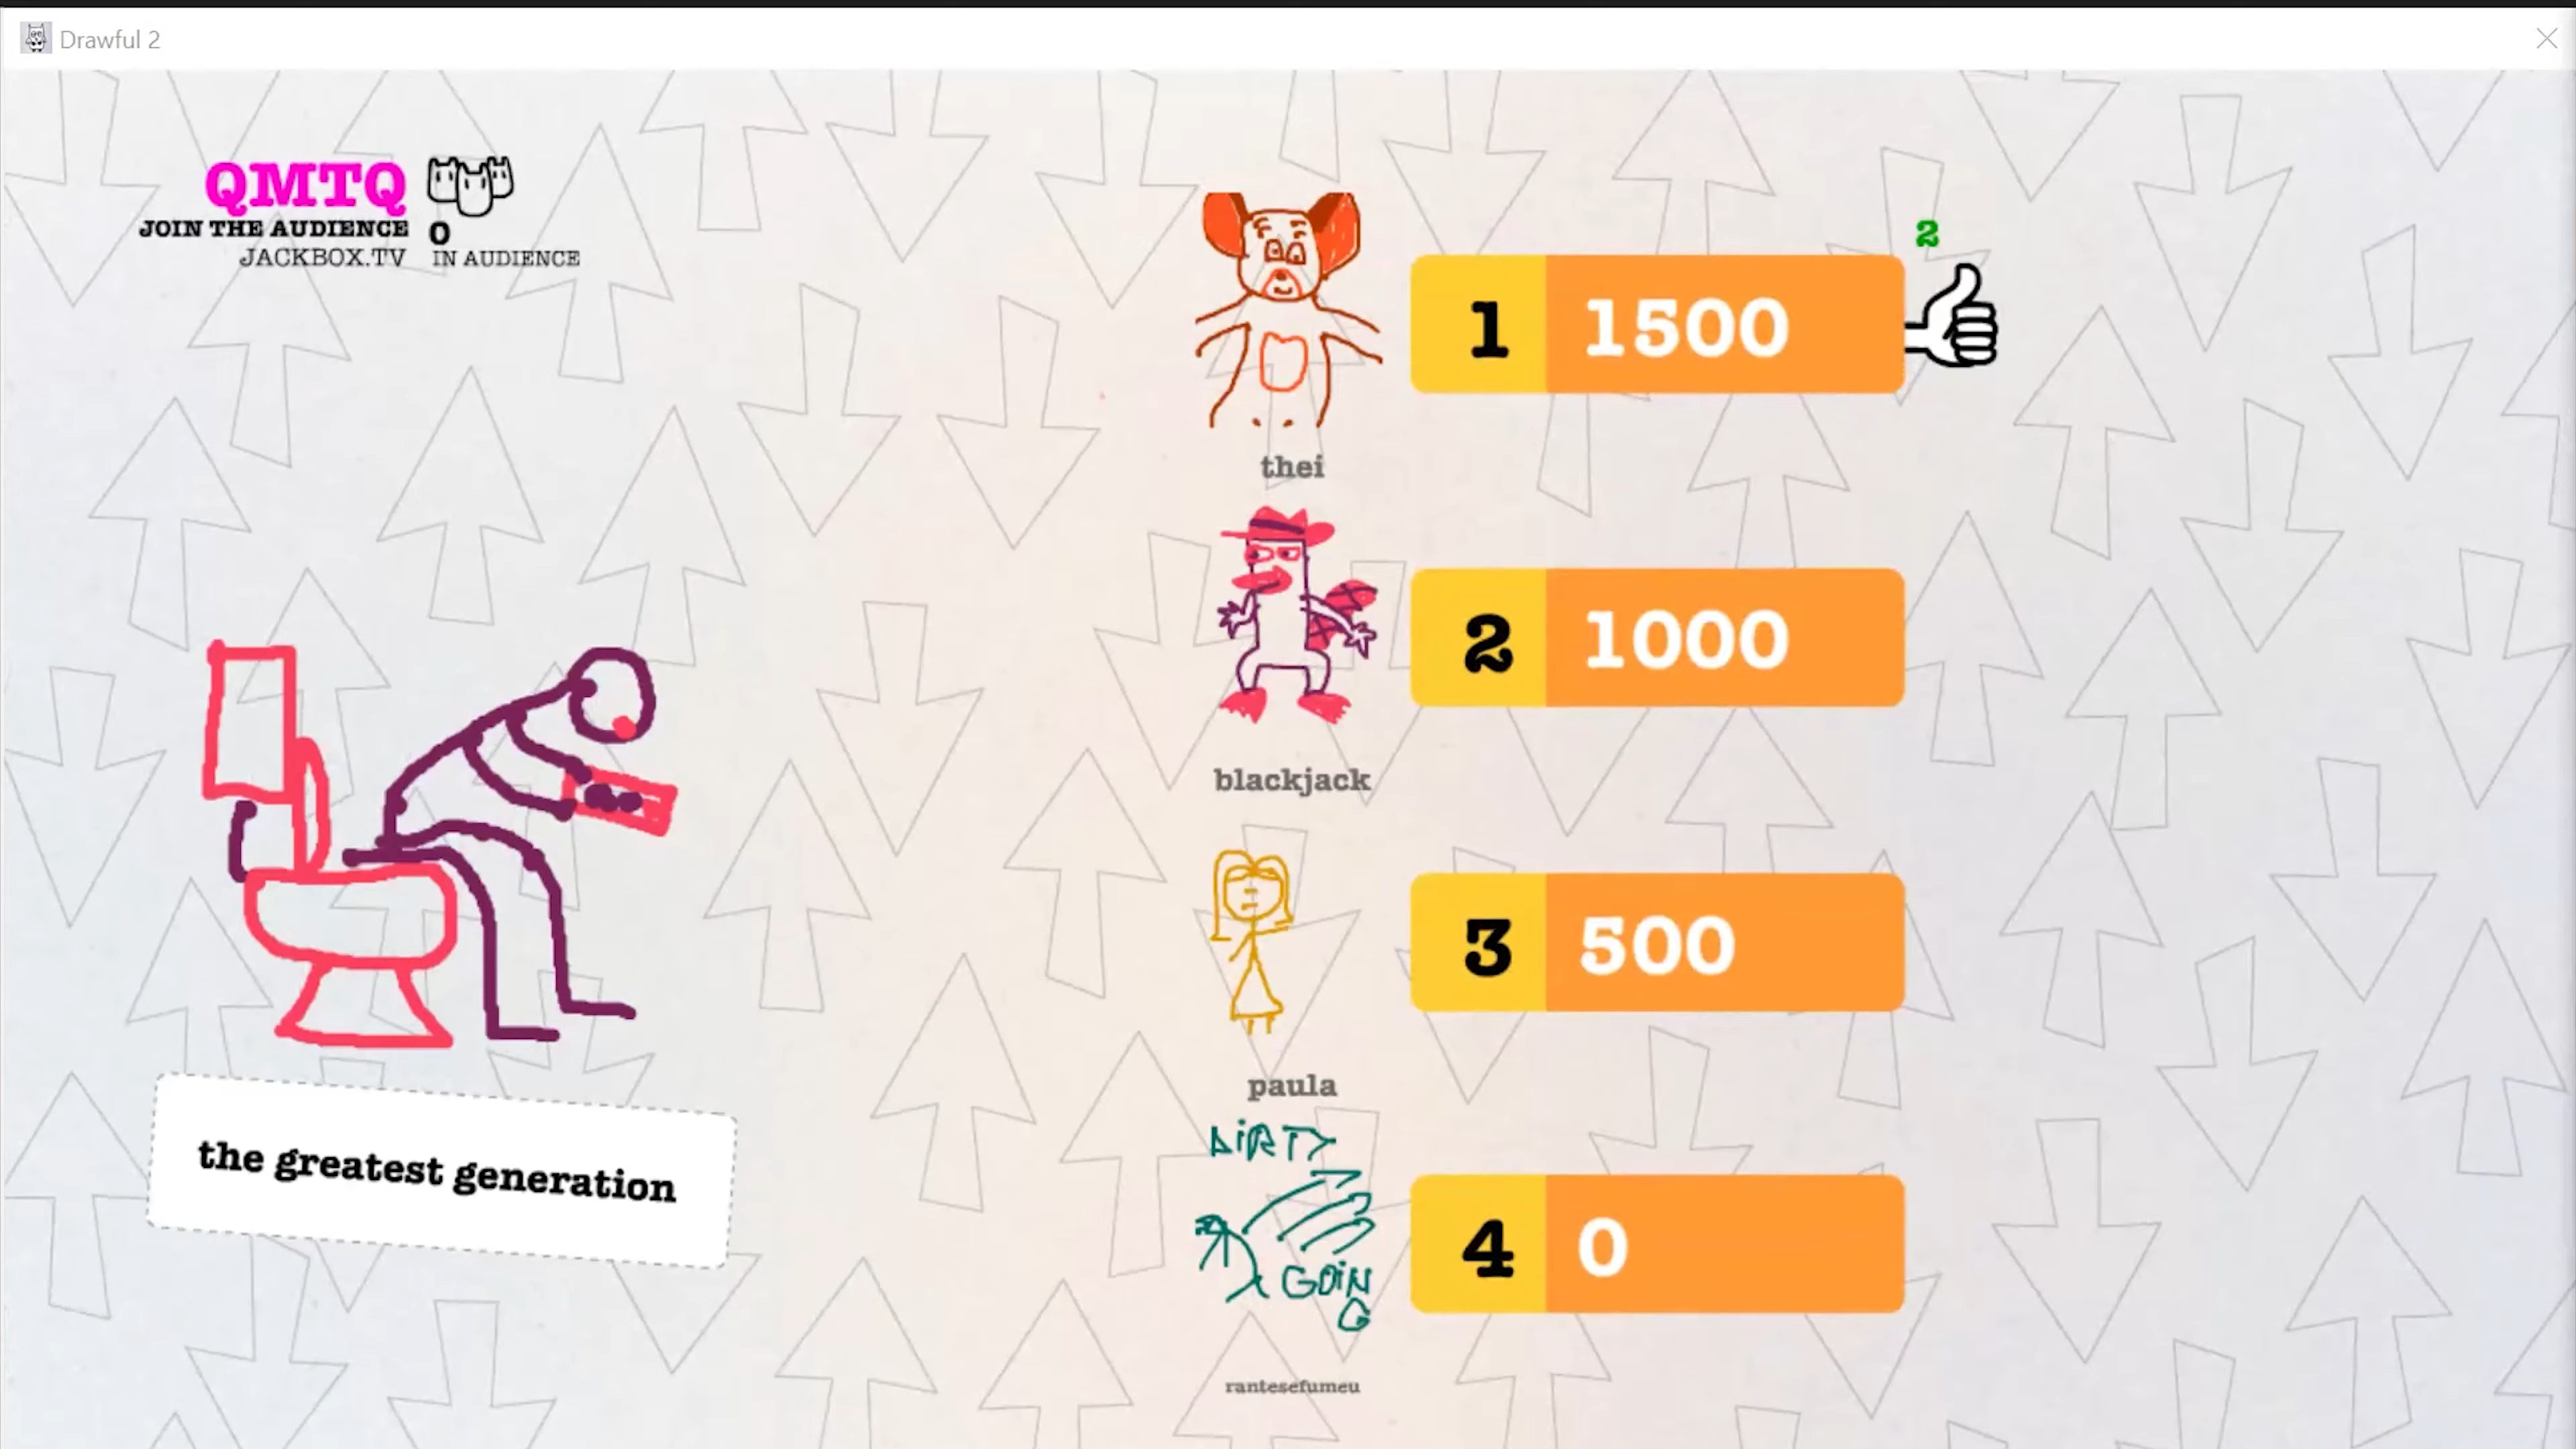 Drawful 2
QMTQ
JOIN THE AUDIENCE
JACKBOX.TV
0
IN AUDIENCE
2
1 1500
thei
2 1000
blackjack
3 500
paula
DiRTY
GOiN
G
4 0
rantesefumeu
the greatest generation